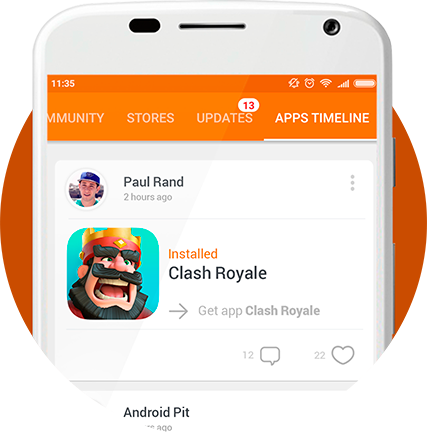 11:35
MMUNITY STORES UPDATES 13 APPS TIMELINE
Paul Rand
2 hours ago
Installed
Clash Royale
Get app Clash Royale
12 22
Android Pit
ago